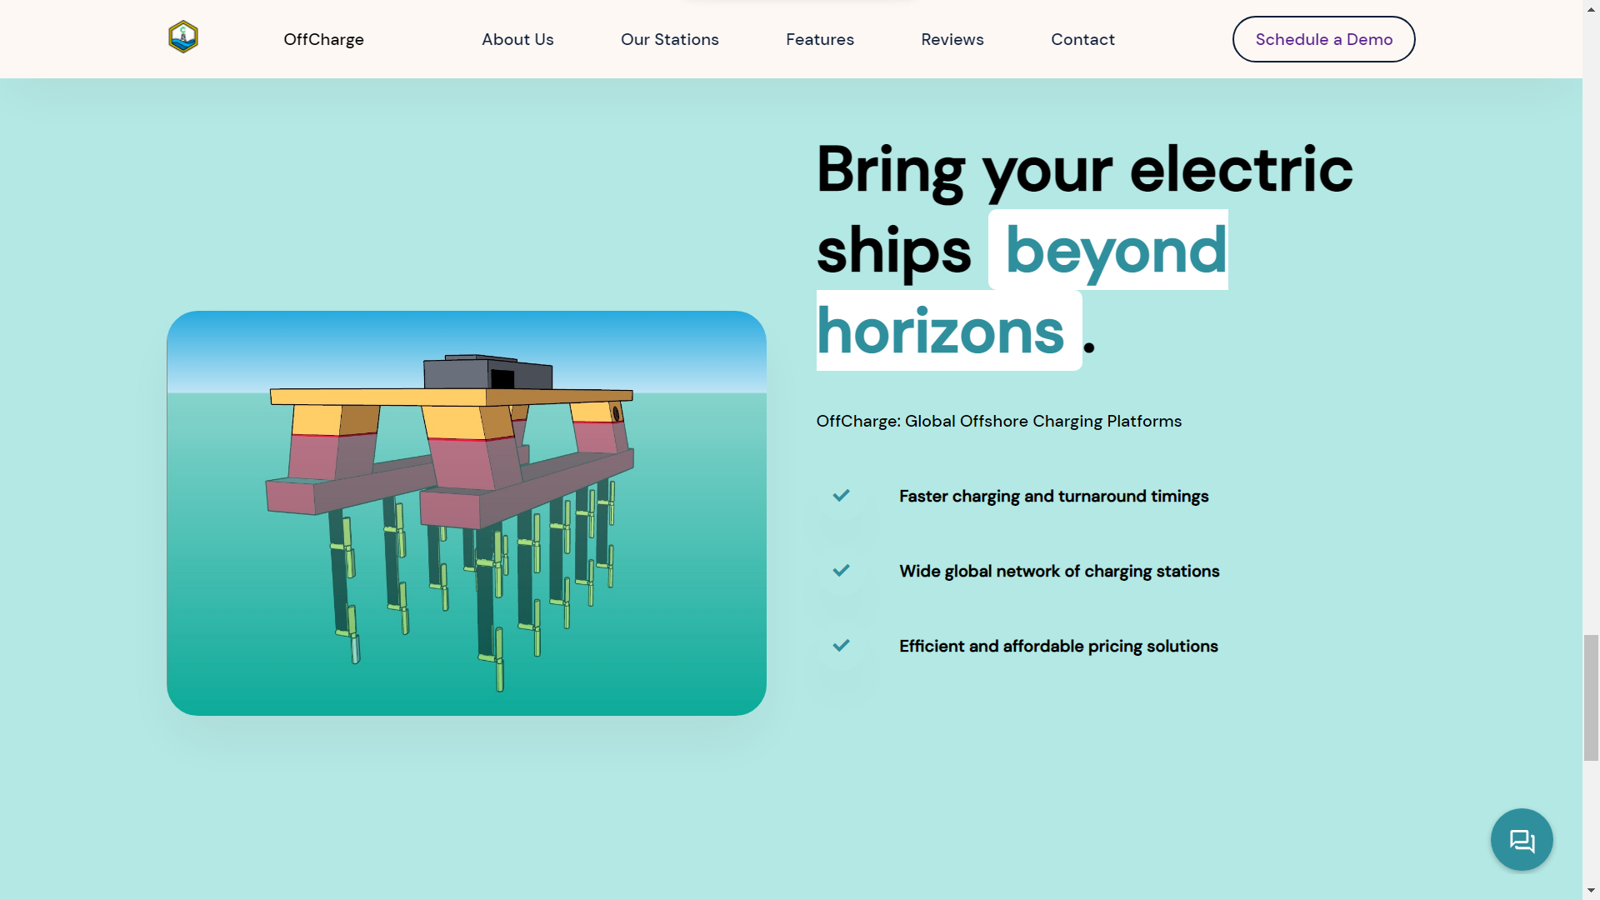 OffCharge
About Us
Our Stations
Features
Reviews
Contact
Schedule a Demo
Bring your electric
ships beyond
horizons .
OffCharge: Global Offshore Charging Platforms
Faster charging and turnaround timings
Wide global network of charging stations
Efficient and affordable pricing solutions